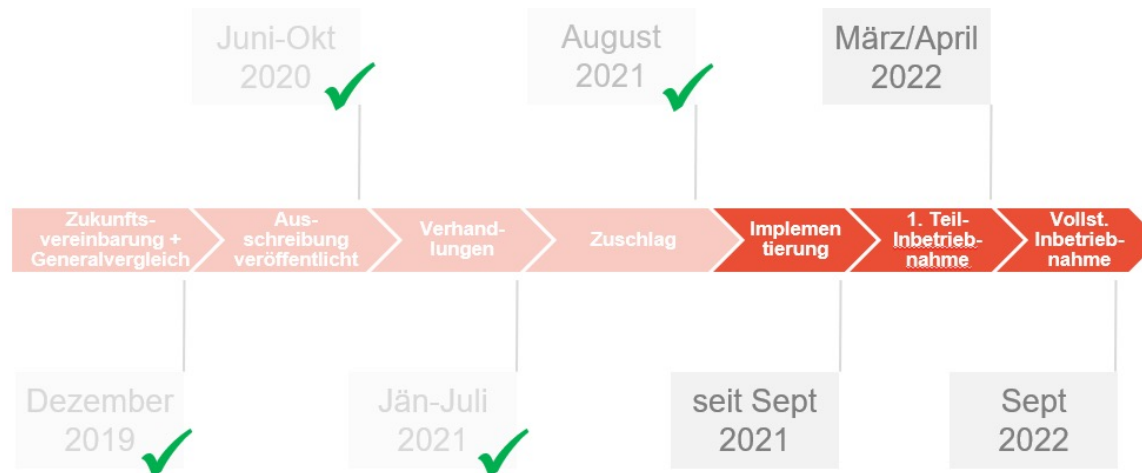 Juni-Okt
2020
August
2021
März/April
2022
Zukunfts-
vereinbarung +
Generalvergleich
Aus-
schreibung
veröffentlicht
Verhand-
lungen
Zuschlag
Implemen
tierung
1. Teil-
Inbetrieb-
nahme
Vollst.
Inbetrieb-
nahme
Dezember
2019
Jän-Juli
2021
seit Sept
2021
Sept
2022